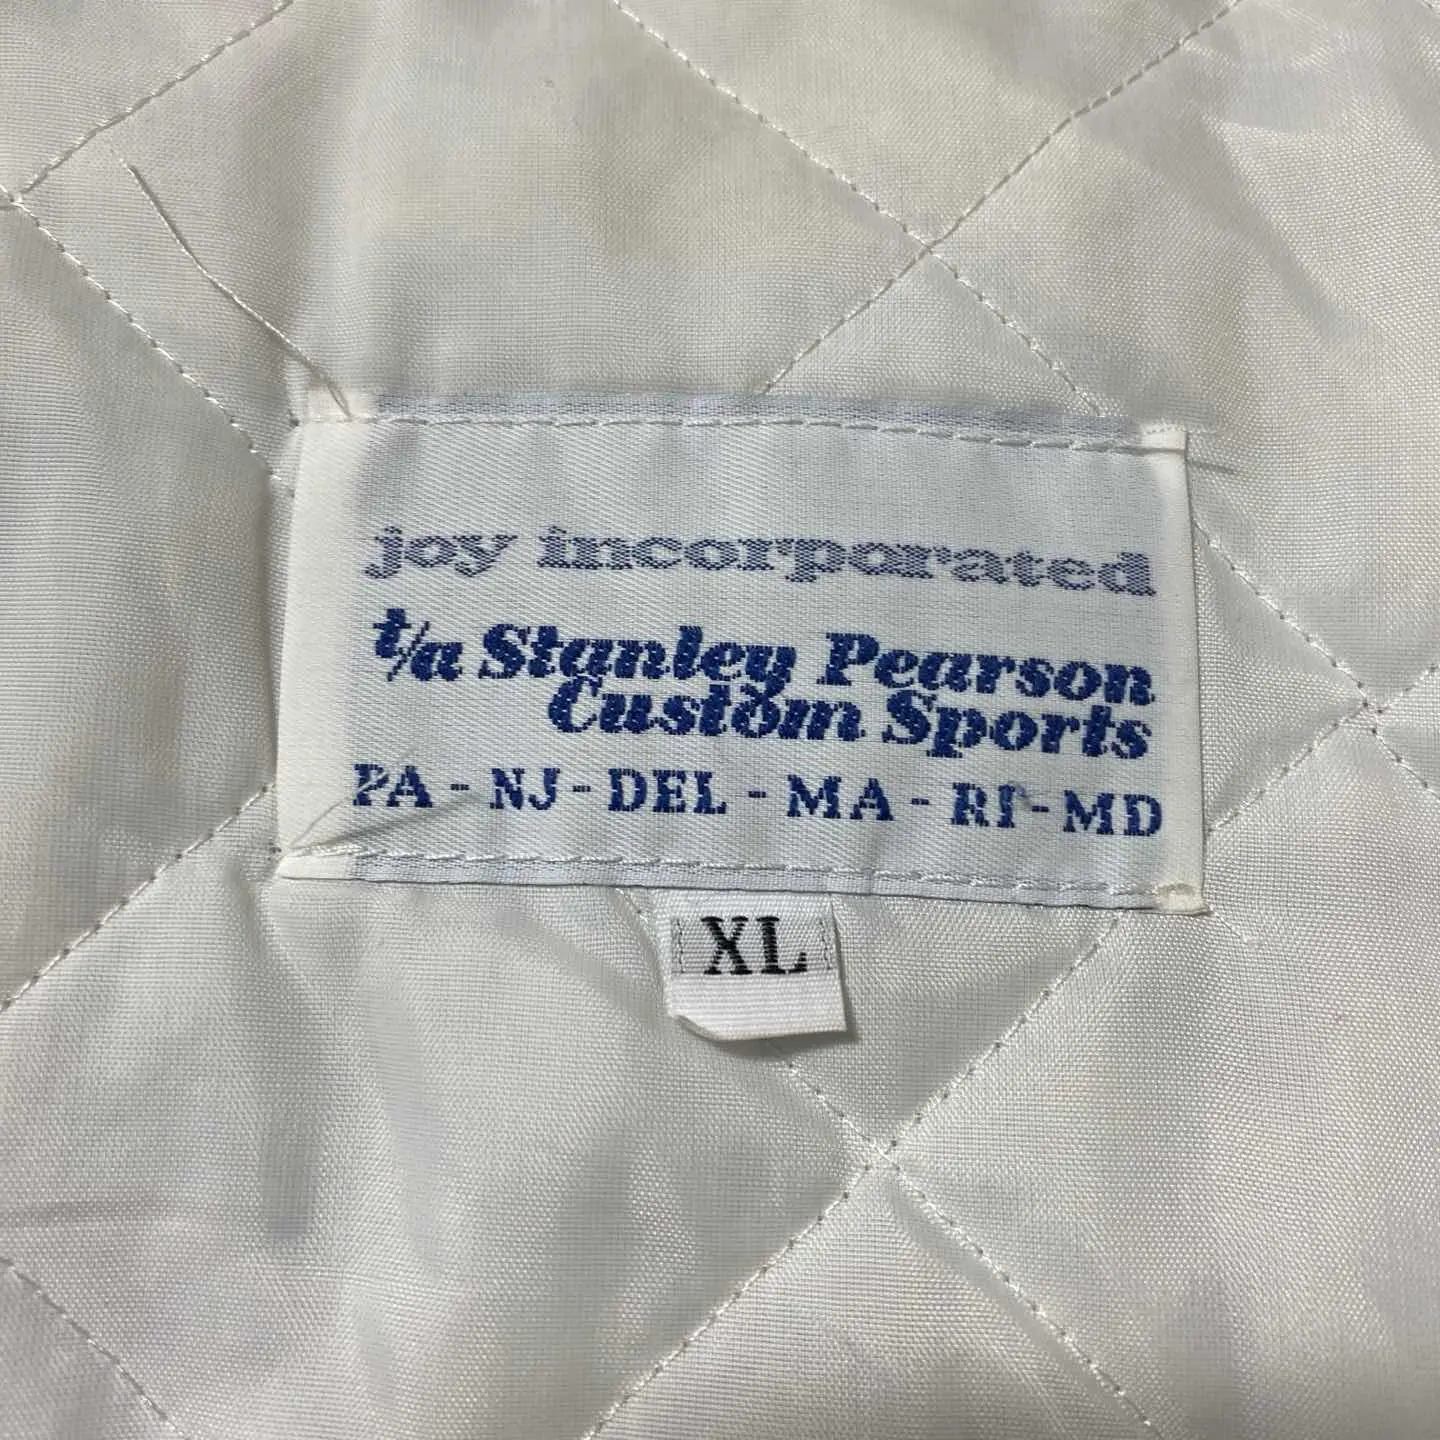 joy incorporated
t/a Stanley Pearson
Custom Sports
PA - NJ - DEL - MA - RI - MD
XL